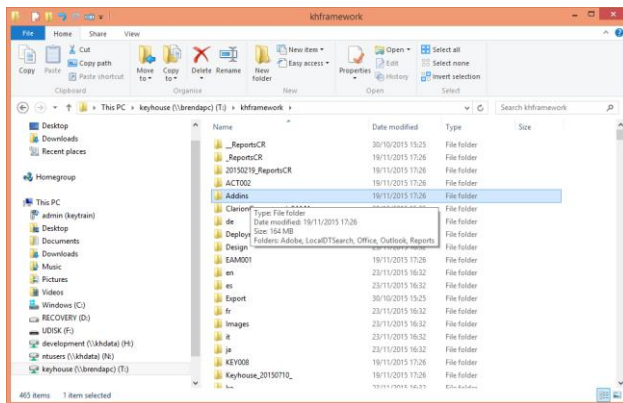 khframework
File Home Share View
Copy Paste Cut Copy path Paste shortcut Move to Copy to Delete Rename New folder New item Easy access Properties Open Edit History Select all Select none Invert selection
Clipboard Organise New Open Select
This PC keyhouse (\\brendapc) (T:) khframework Search khframework
Name Date modified Type Size
Desktop
Downloads
Recent places
Homegroup
This PC
admin (keytrain)
Desktop
Documents
Downloads
Music
Pictures
Videos
Windows (C:)
RECOVERY (D:)
UDISK (F:)
development (\\khdata) (H:)
ntusers (\\khdata) (N:)
keyhouse (\\brendapc) (T:)
__ReportsCR 30/10/2015 15:25 File folder
_ReportsCR 19/11/2015 17:26 File folder
20150219_ReportsCR 19/11/2015 17:26 File folder
ACT002 19/11/2015 17:26 File folder
Addins 19/11/2015 17:26 File folder
Type: File folder
Date modified: 19/11/2015 17:26
Size: 164 MB
Folders: Adobe, LocalDTSearch, Office, Outlook, Reports
de File folder
Design File folder
EAM001 19/11/2015 17:26 File folder
en 23/11/2015 16:32 File folder
es 23/11/2015 16:32 File folder
Export 30/10/2015 15:25 File folder
fr 23/11/2015 16:32 File folder
Images 23/11/2015 16:32 File folder
it 23/11/2015 16:32 File folder
ja 23/11/2015 16:32 File folder
KEY008 19/11/2015 17:26 File folder
Keyhouse_20150710_ 19/11/2015 17:26 File folder
465 items 1 item selected